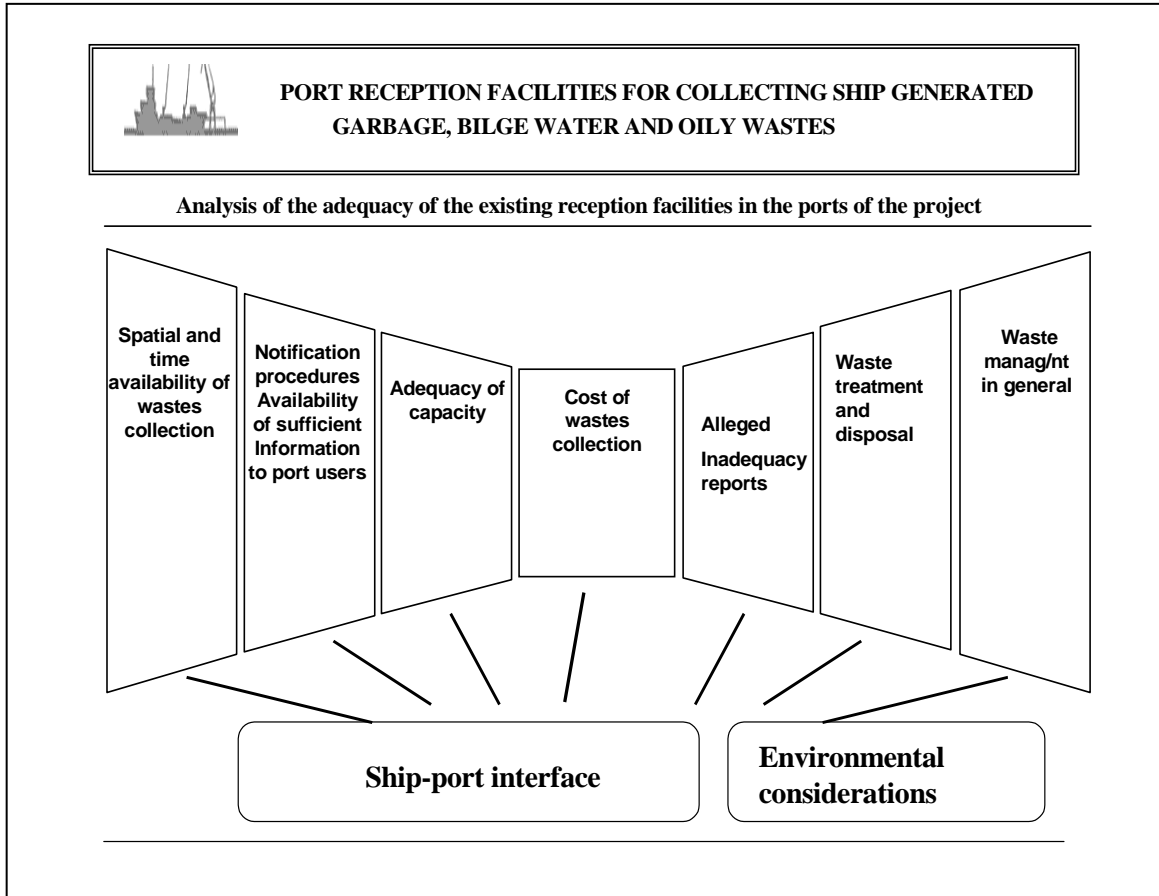 PORT RECEPTION FACILITIES FOR COLLECTING SHIP GENERATED
GARBAGE, BILGE WATER AND OILY WASTES
Analysis of the adequacy of the existing reception facilities in the ports of the project
Spatial and
time
availability of
wastes
collection
Notification
procedures
Availability
of sufficient
Information
to port users
Adequacy of
capacity
Cost of
wastes
collection
Alleged
Inadequacy
reports
Waste
treatment
and
disposal
Waste
manag/nt
in general
Ship-port interface
Environmental
considerations